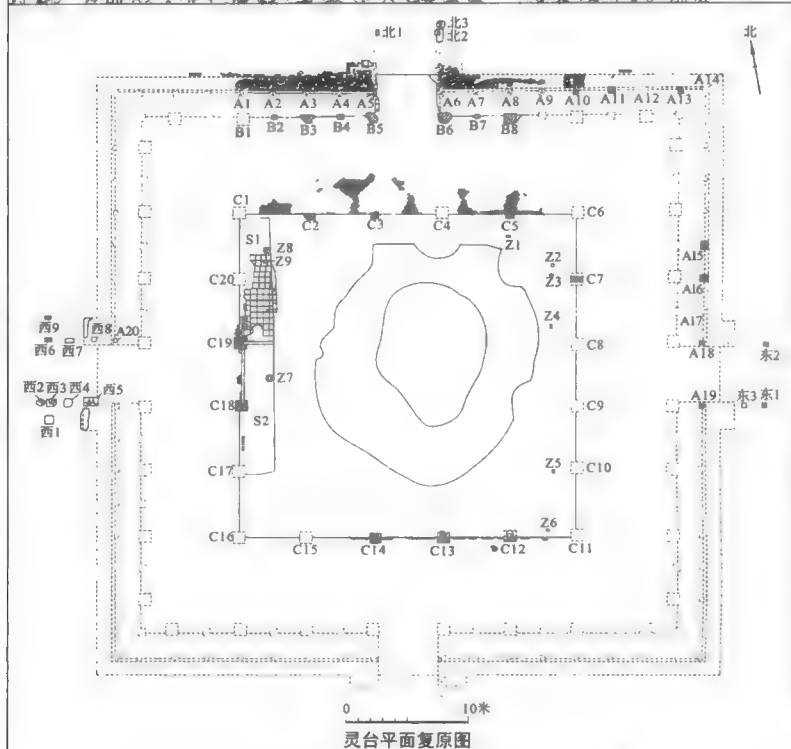 北3
北1 北2
北
A14
A1 A2 A3 A4 A5 A6 A7 A8 A9 A10 A11 A12 A13
B1 B2 B3 B4 B5 B6 B7 B8
C1 C2 C3 C4 C5 C6
S1 Z8 Z1
Z9 Z2 A15
C20 Z3 C7 A16
西9 西8 A20 Z4 A17
西6 西7 C19 C8 A18 东2
西2 西3 西4 西5 Z7
C18 C9 A19 东3 东1
西1 S2
C17 Z5 C10
Z6
C16 C15 C14 C13 C12 C11
0 10米
灵台平面复原图